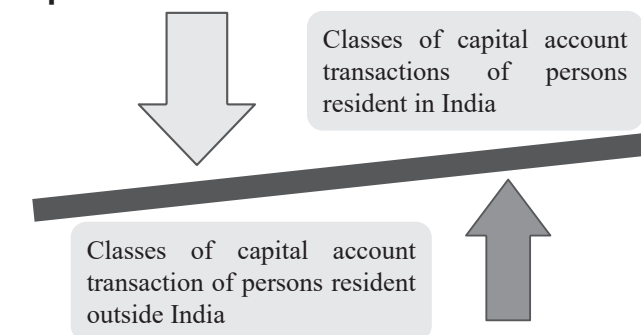 Classes of capital account
transactions of persons
resident in India
Classes of capital account
transaction of persons resident
outside India